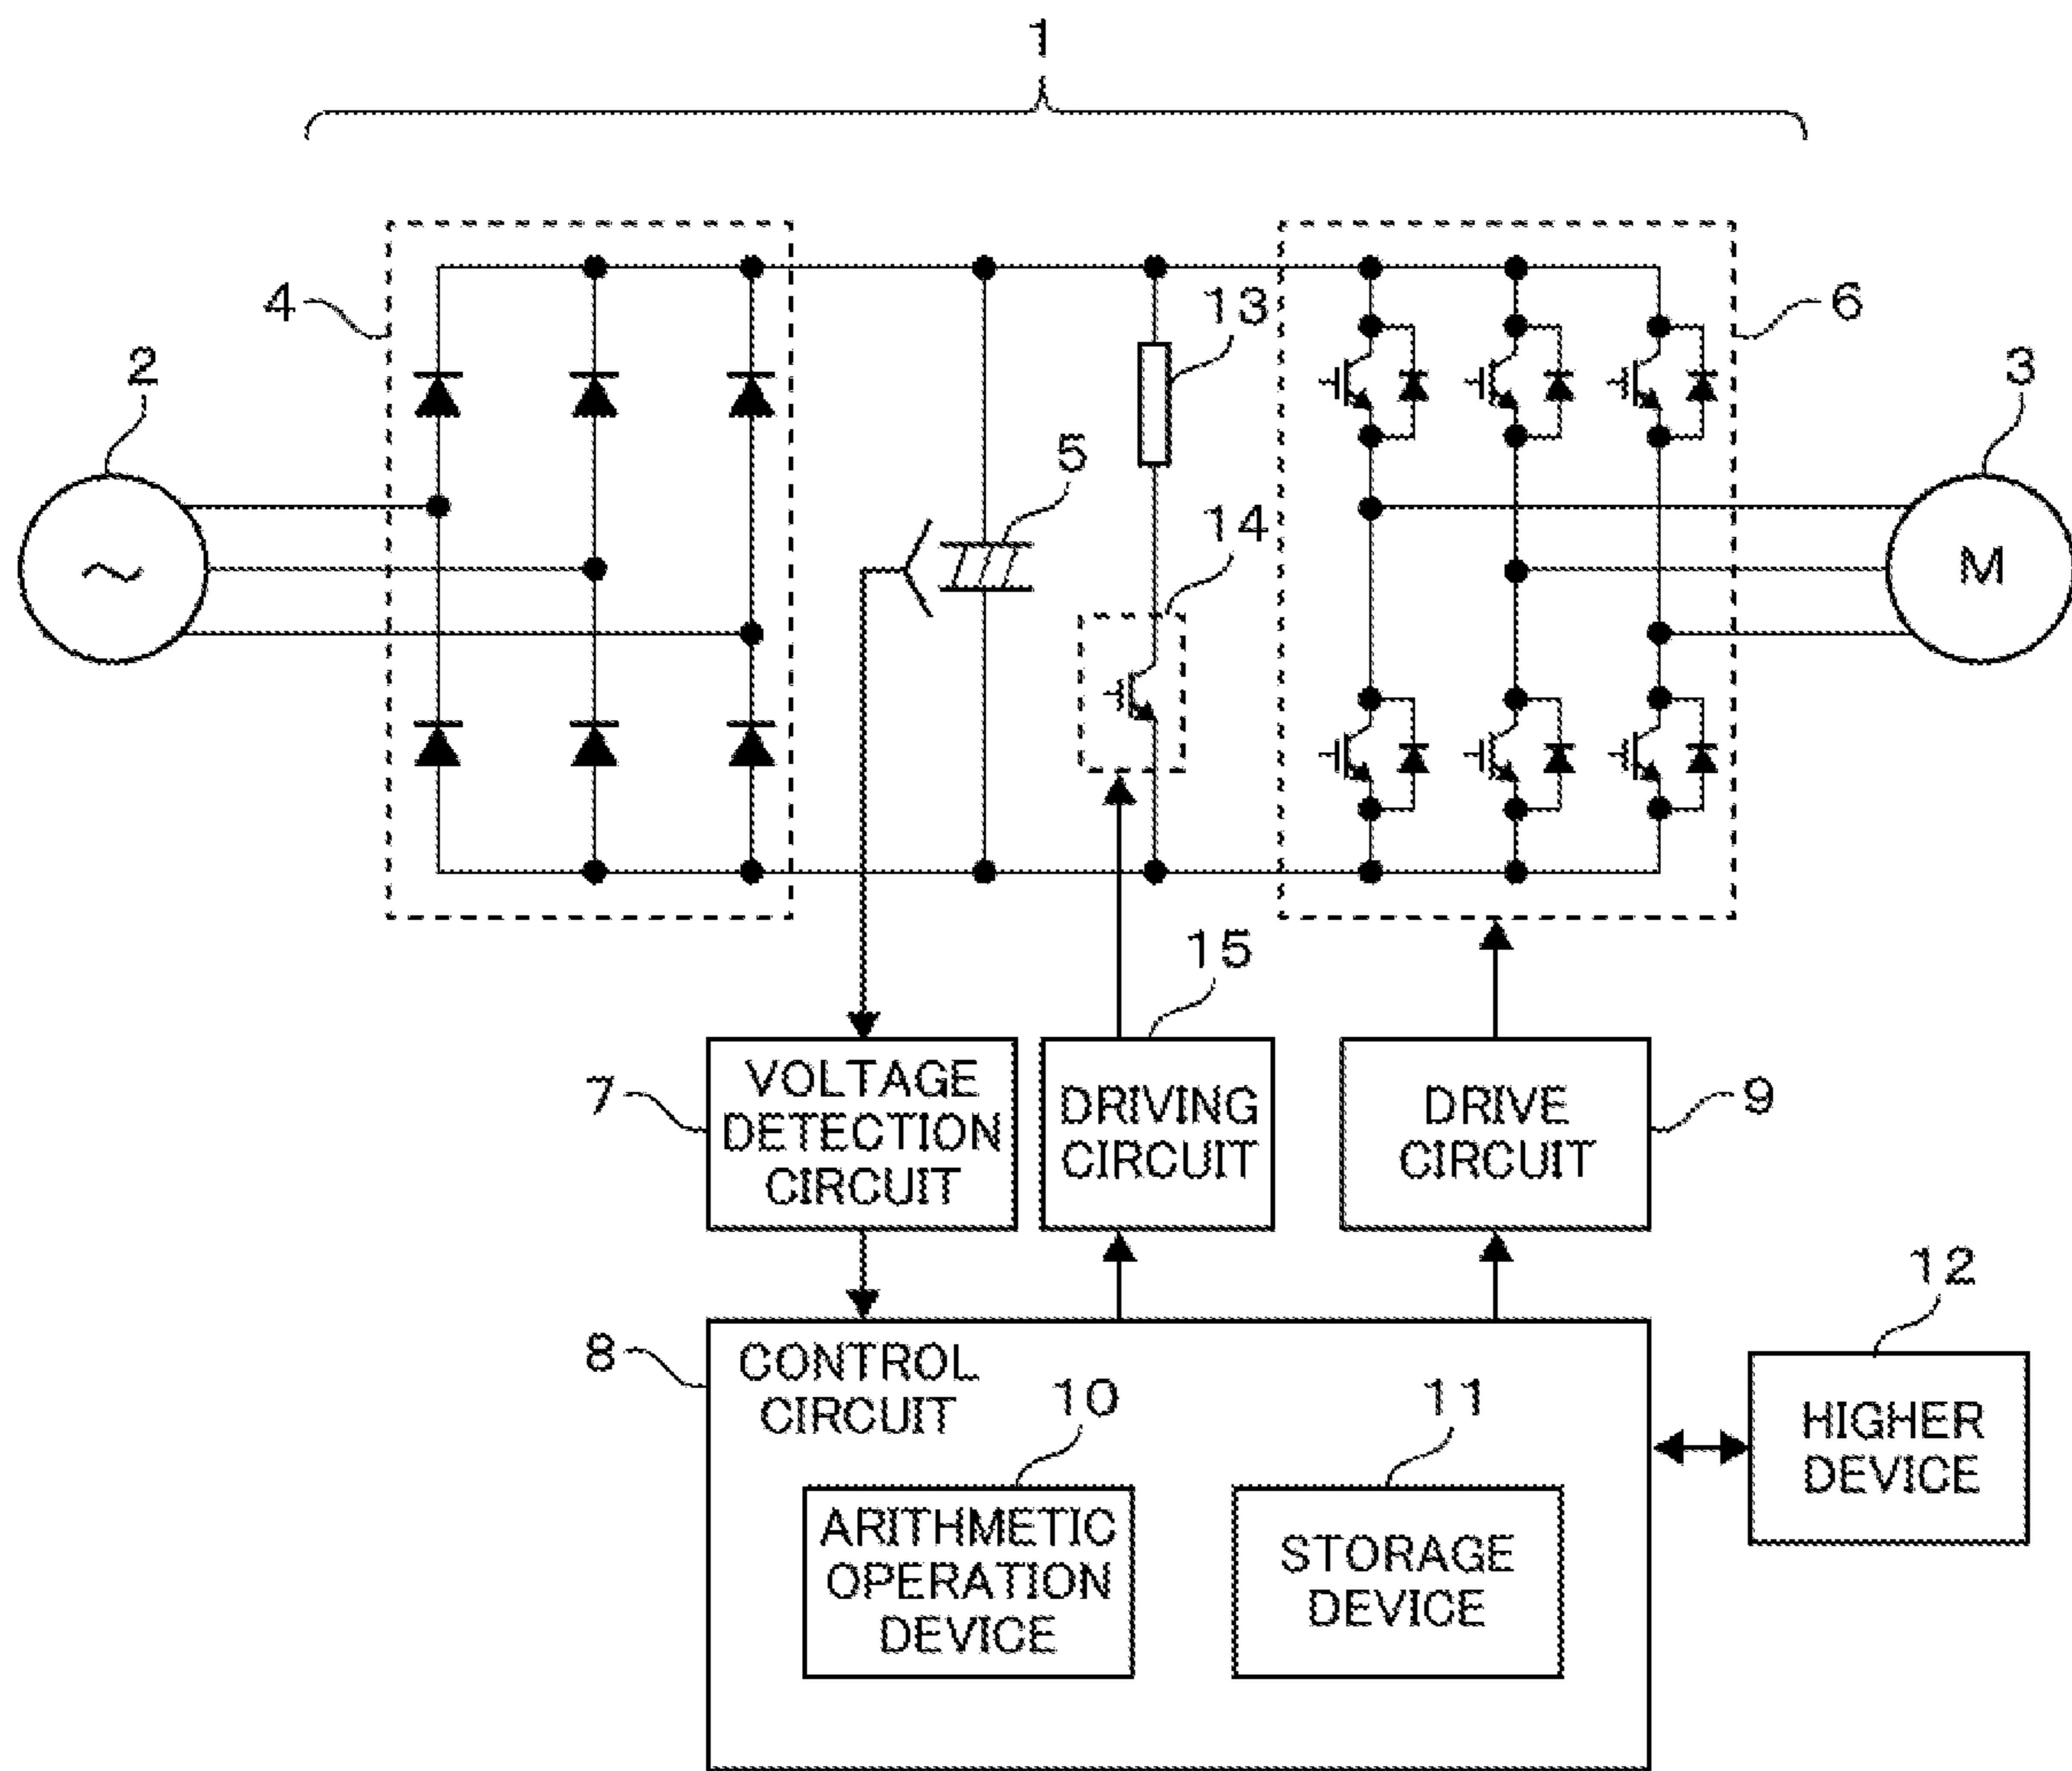 1
4
13
6
2
3
5
14
~
M
15
7
VOLTAGE
DETECTION
CIRCUIT
DRIVING
CIRCUIT
DRIVE
CIRCUIT
9
12
8
CONTROL
CIRCUIT
10
11
HIGHER
DEVICE
ARITHMETIC
OPERATION
DEVICE
STORAGE
DEVICE